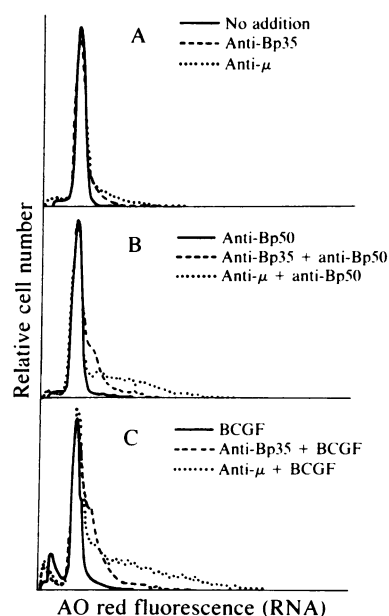 A
No addition
Anti-Bp35
Anti-μ
B
Anti-Bp50
Anti-Bp35 + anti-Bp50
Anti-μ + anti-Bp50
C
BCGF
Anti-Bp35 + BCGF
Anti-μ + BCGF
Relative cell number
AO red fluorescence (RNA)